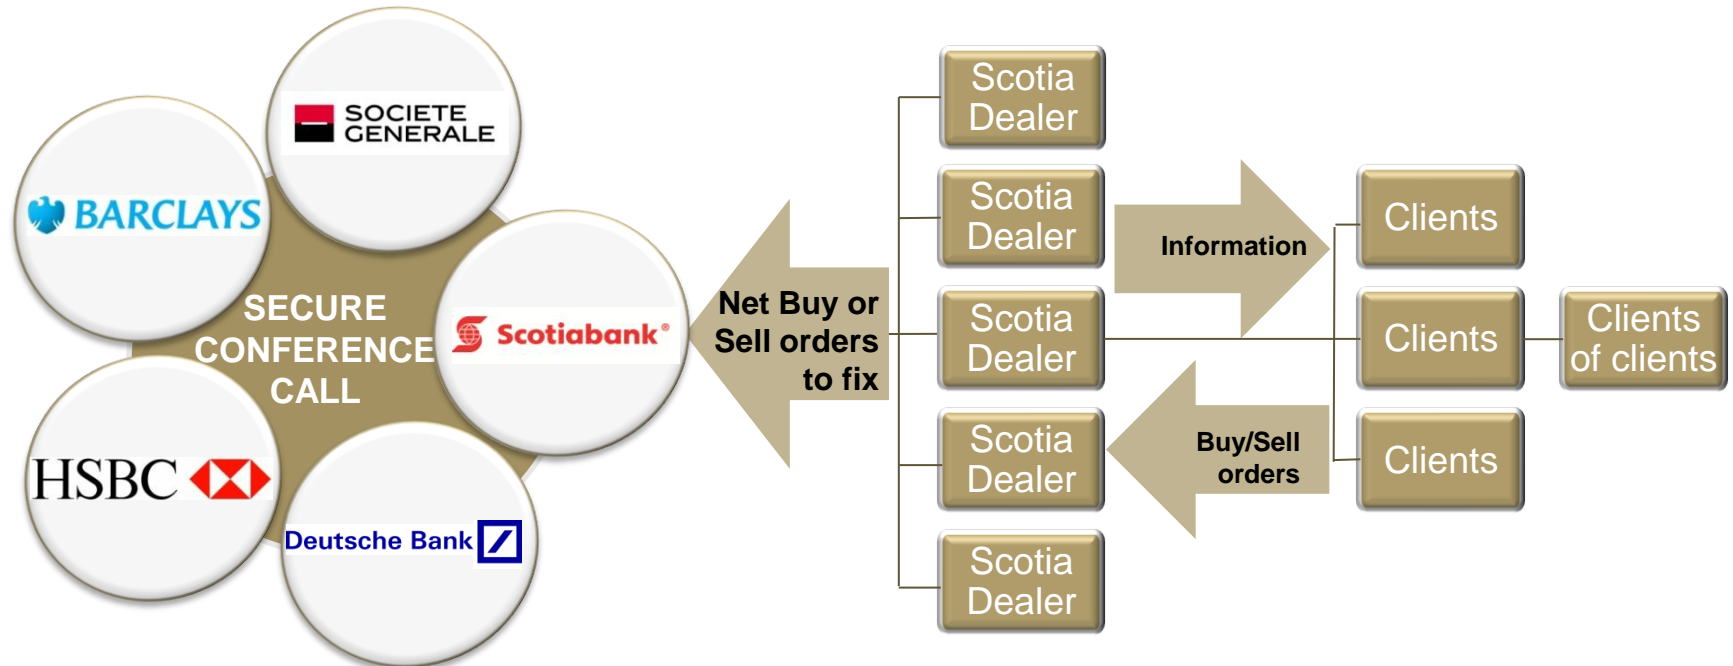 SOCIETE
GENERALE
BARCLAYS
SECURE
CONFERENCE
CALL
Scotiabank®
HSBC
Deutsche Bank
Net Buy or
Sell orders
to fix
Scotia
Dealer
Scotia
Dealer
Scotia
Dealer
Scotia
Dealer
Scotia
Dealer
Information
Buy/Sell
orders
Clients
Clients
Clients
Clients
of clients